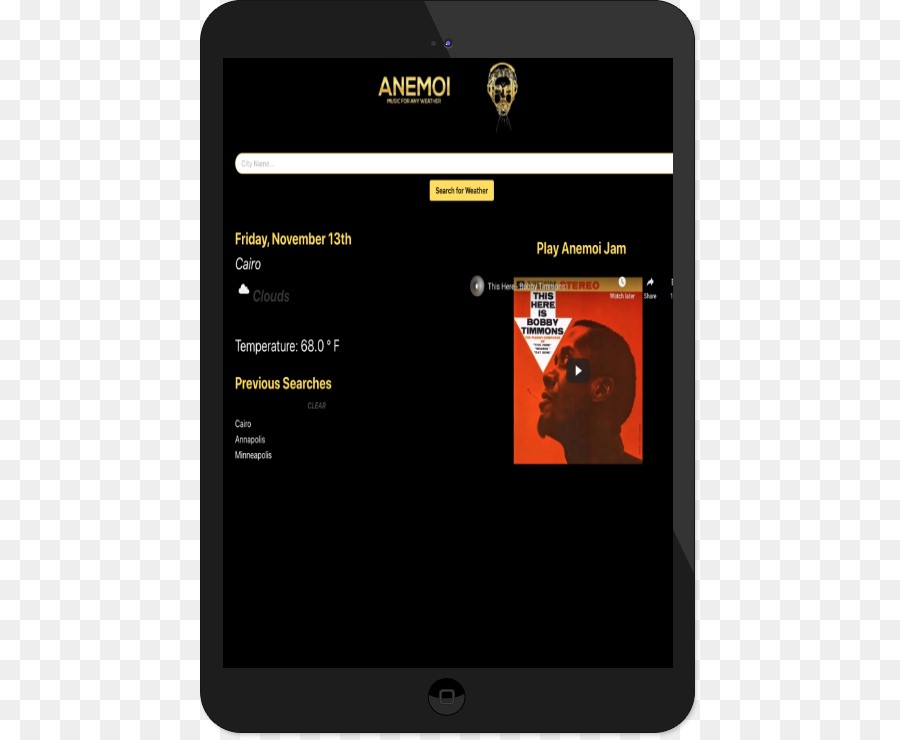 ANEMOI
MUSIC FOR ANY WEATHER
City Name...
Search for Weather
Friday, November 13th
Cairo
Clouds
Temperature: 68.0 ° F
Previous Searches
CLEAR
Cairo
Annapolis
Minneapolis
Play Anemoi Jam
This Here - Bobby Timmons
STEREO
Watch later
Share
THIS
HERE
IS
BOBBY
TIMMONS